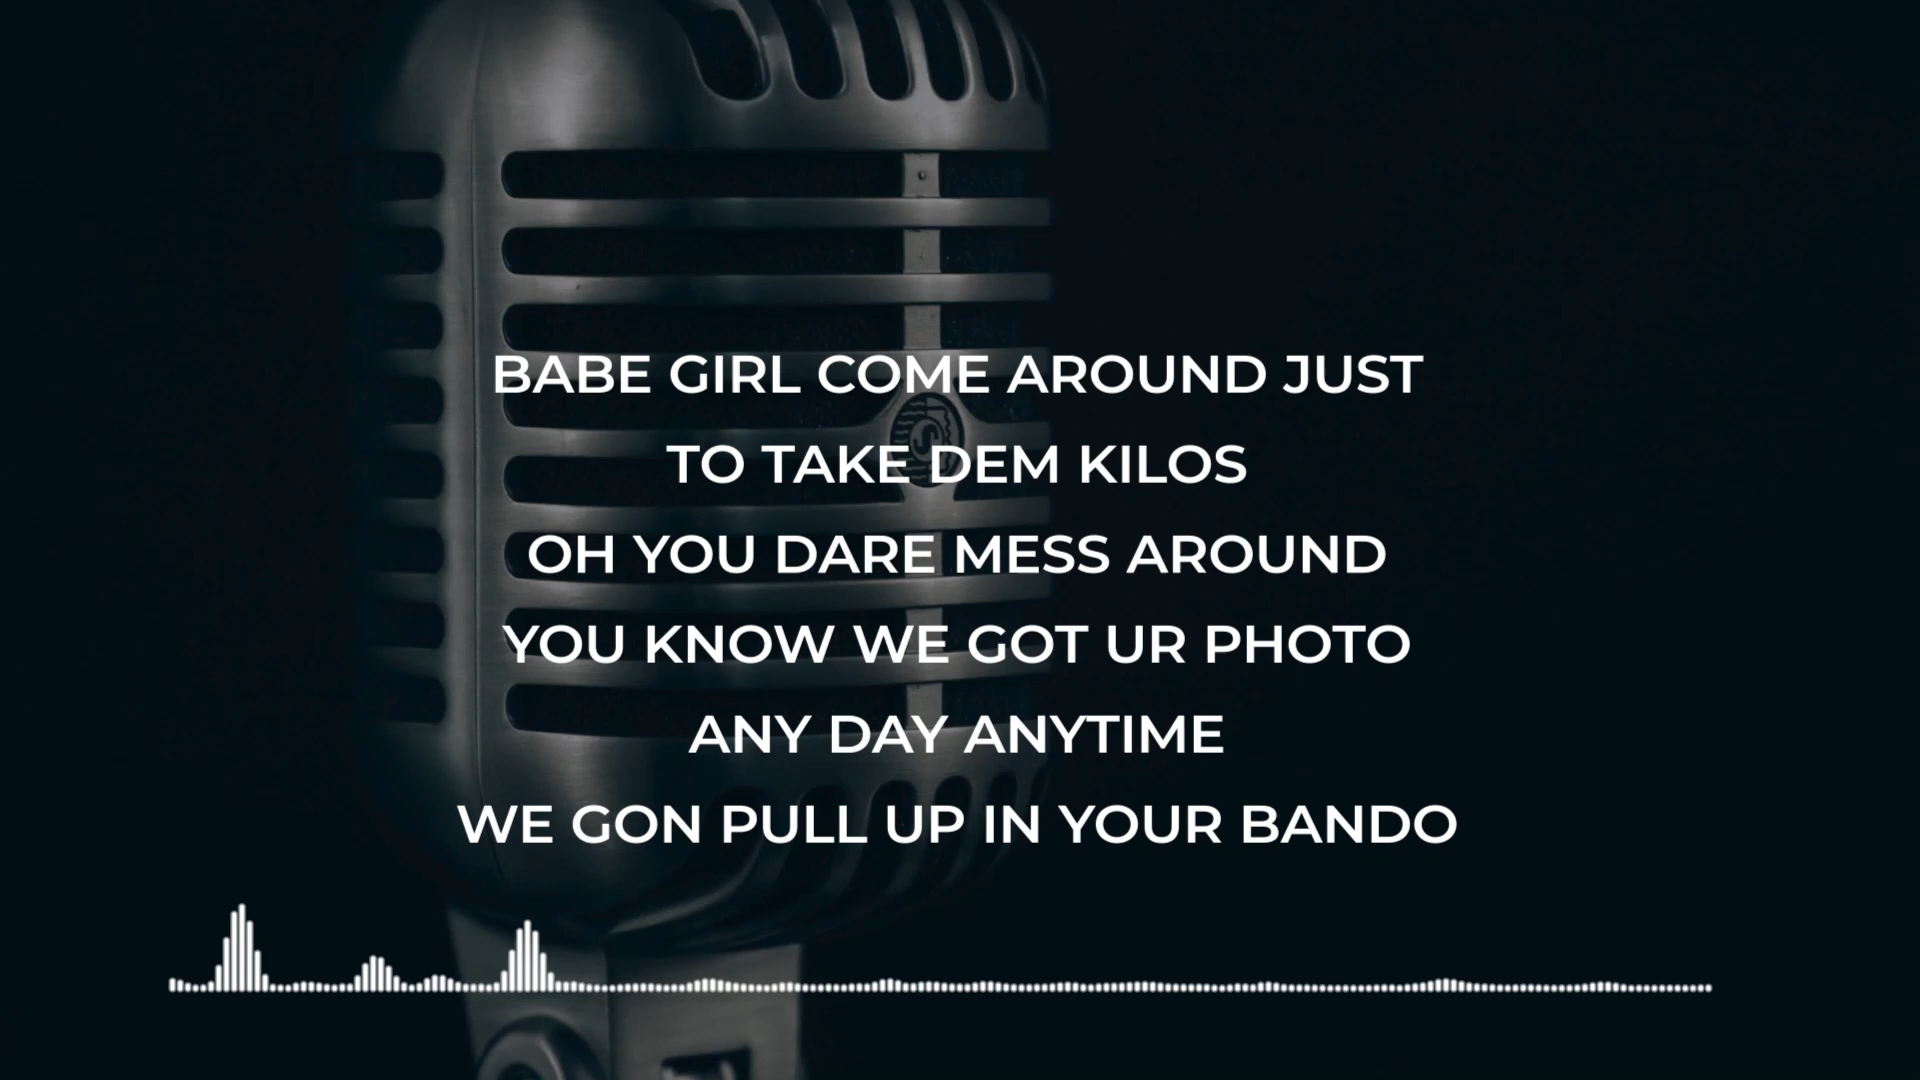 BABE GIRL COME AROUND JUST
TO TAKE DEM KILOS
OH YOU DARE MESS AROUND
YOU KNOW WE GOT UR PHOTO
ANY DAY ANYTIME
WE GON PULL UP IN YOUR BANDO